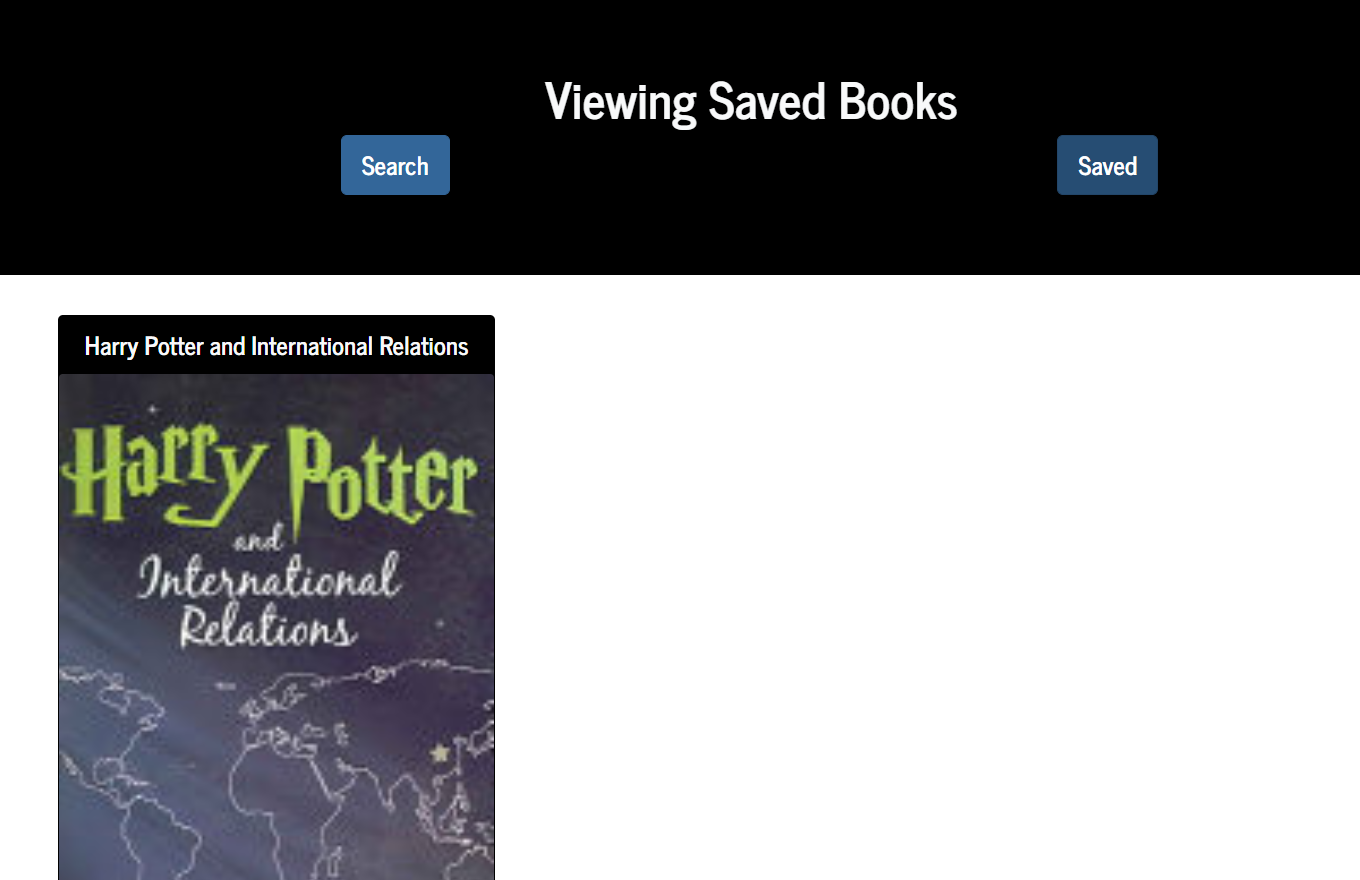 Viewing Saved Books
Search
Saved
Harry Potter and International Relations
Harry Potter
and
International
Relations